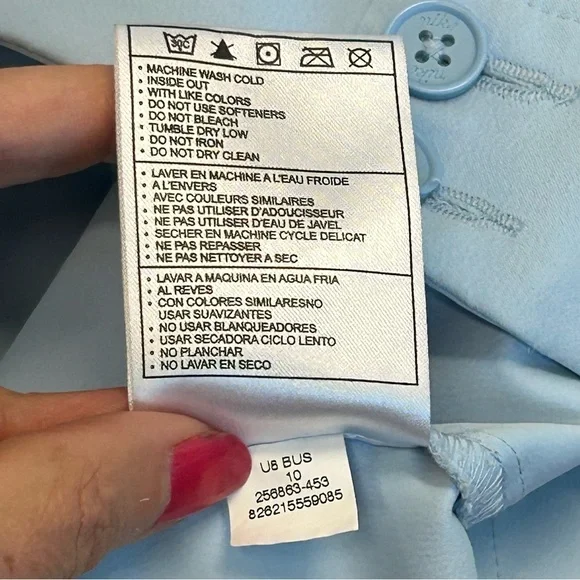 30C
• MACHINE WASH COLD
• INSIDE OUT
• WITH LIKE COLORS
• DO NOT USE SOFTENERS
• DO NOT BLEACH
• TUMBLE DRY LOW
• DO NOT IRON
• DO NOT DRY CLEAN
• LAVER EN MACHINE A L'EAU FROIDE
• A L'ENVERS
• AVEC COULEURS SIMILAIRES
• NE PAS UTILISER D'ADOUCISSEUR
• NE PAS UTILISER D'EAU DE JAVEL
• SECHER EN MACHINE CYCLE DELICAT
• NE PAS REPASSER
• NE PAS NETTOYER A SEC
• LAVAR A MAQUINA EN AGUA FRIA
• AL REVES
• CON COLORES SIMILARESNO
USAR SUAVIZANTES
• NO USAR BLANQUEADORES
• USAR SECADORA CICLO LENTO
• NO PLANCHAR
• NO LAVAR EN SECO
U8 BUS
10
256863-453
826215559085